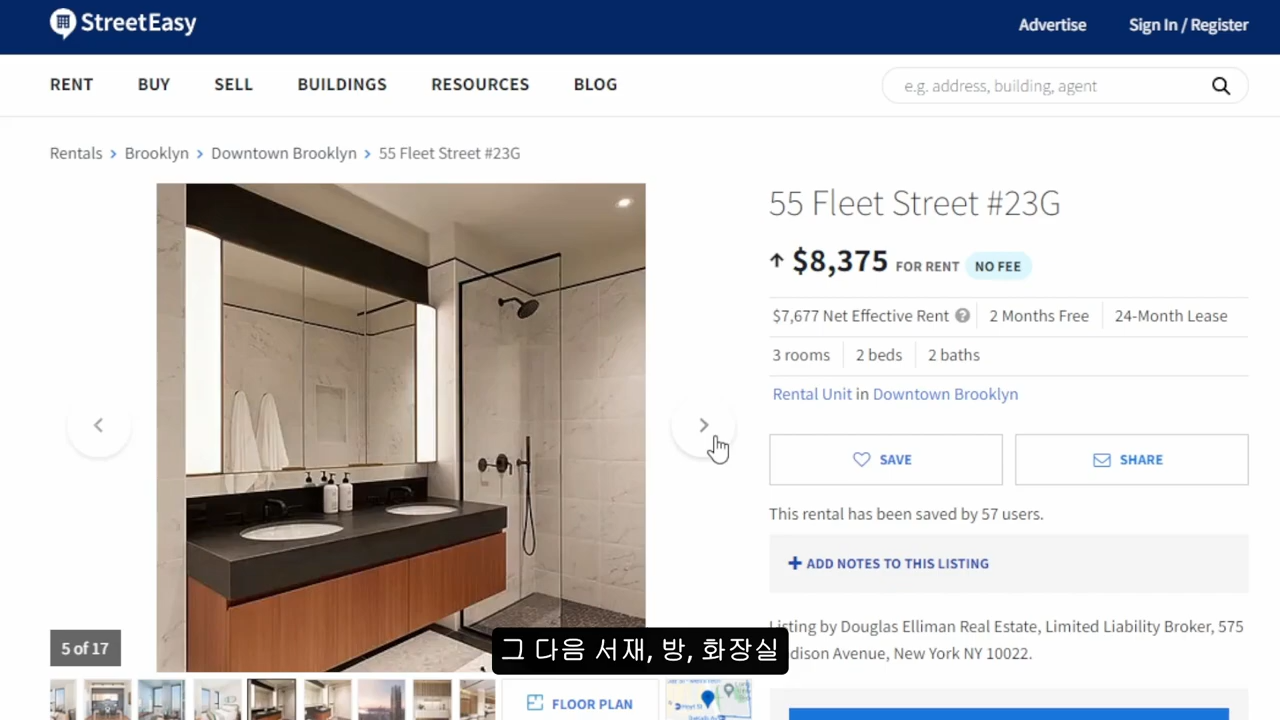 StreetEasy
Advertise
Sign In / Register
RENT
BUY
SELL
BUILDINGS
RESOURCES
BLOG
e.g. address, building, agent
Rentals > Brooklyn > Downtown Brooklyn > 55 Fleet Street #23G
55 Fleet Street #23G
↑ $8,375 FOR RENT NO FEE
$7,677 Net Effective Rent ? 2 Months Free 24-Month Lease
3 rooms 2 beds 2 baths
Rental Unit in Downtown Brooklyn
SAVE
SHARE
This rental has been saved by 57 users.
+ ADD NOTES TO THIS LISTING
Listing by Douglas Elliman Real Estate, Limited Liability Broker, 575
dison Avenue, New York NY 10022.
5 of 17
그 다음 서재, 방, 화장실
FLOOR PLAN